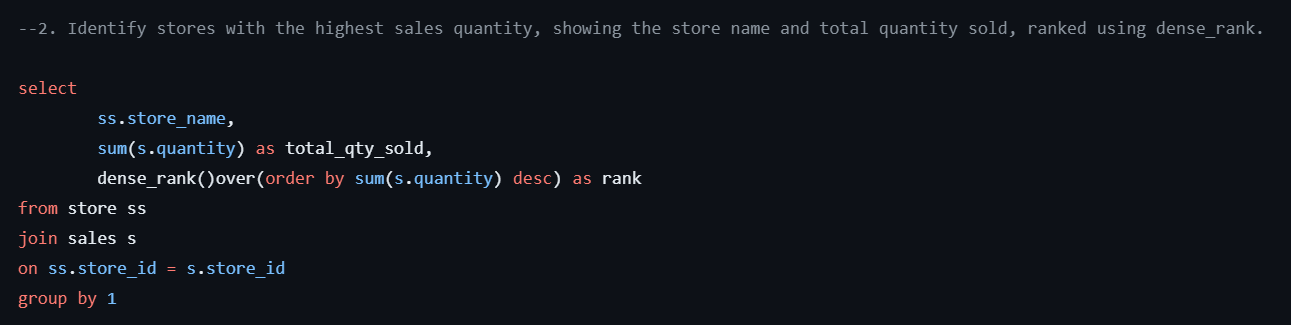 --2. Identify stores with the highest sales quantity, showing the store name and total quantity sold, ranked using dense_rank.
select
ss.store_name,
sum(s.quantity) as total_qty_sold,
dense_rank()over(order by sum(s.quantity) desc) as rank
from store ss
join sales s
on ss.store_id = s.store_id
group by 1